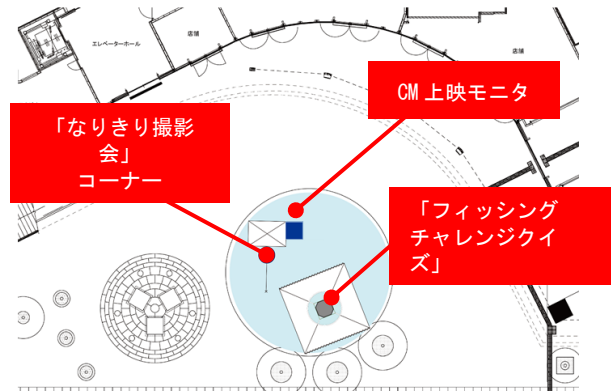 エレベーターホール
店舗
店舗
CM 上映モニタ
「なりきり撮影
会」
コーナー
「フィッシング
チャレンジクイ
ズ」